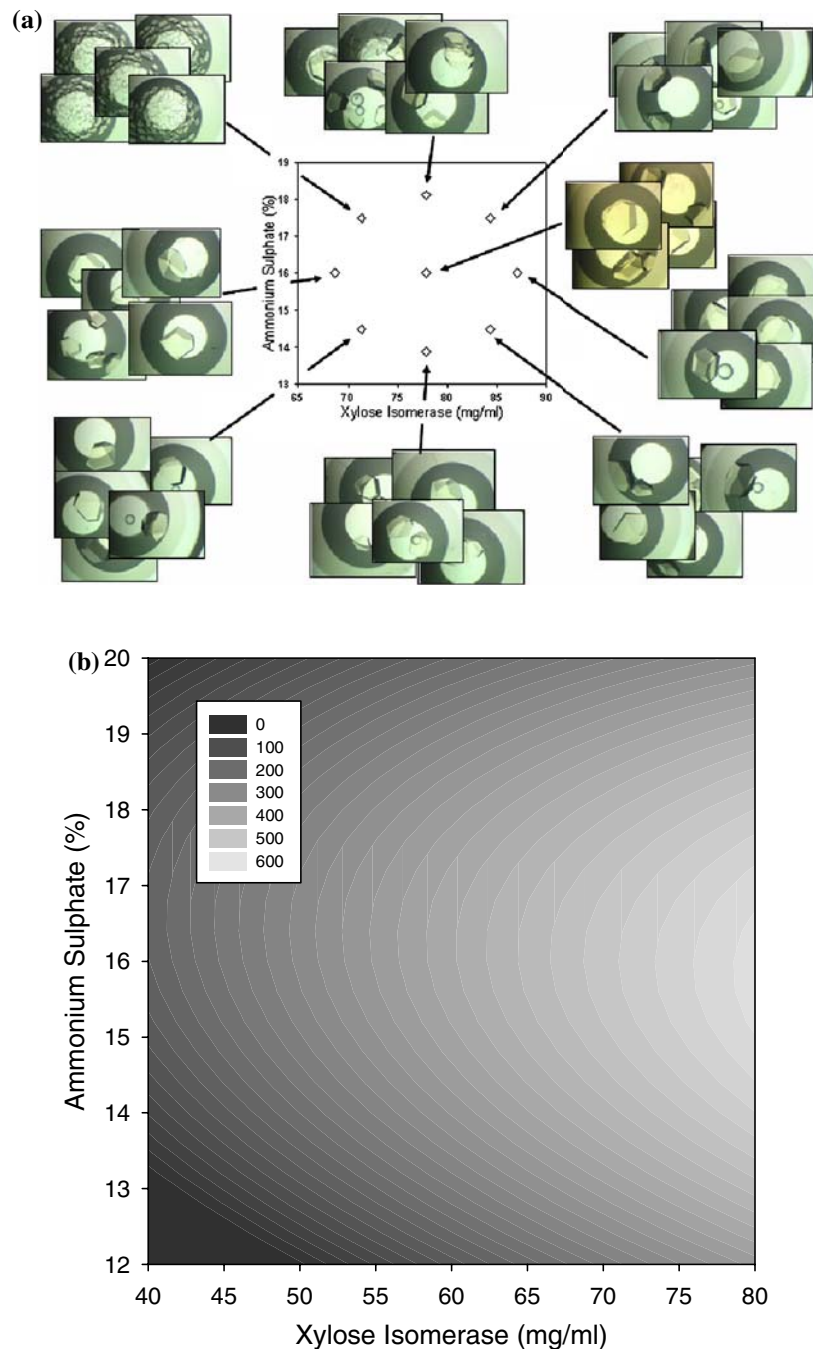 (a)
19
18
17
16
15
14
13
Ammonium Sulphate (%)
65 70 75 80 85 90
Xylose Isomerase (mg/ml)
(b)
20
19
18
17
16
15
14
13
12
Ammonium Sulphate (%)
0
100
200
300
400
500
600
40 45 50 55 60 65 70 75 80
Xylose Isomerase (mg/ml)